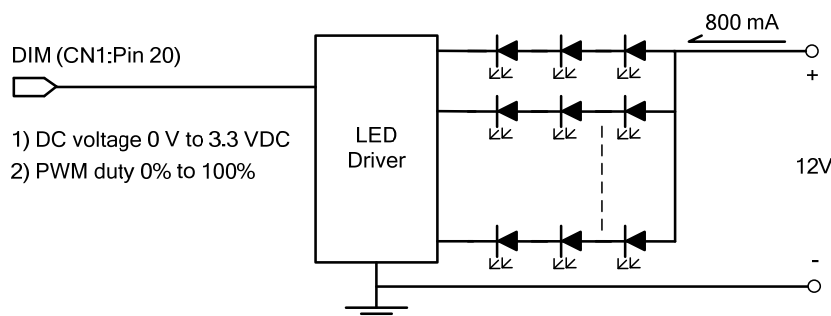 800 mA
DIM (CN1:Pin 20)
+
1) DC voltage 0 V to 3.3 VDC
2) PWM duty 0% to 100%
LED
Driver
12V
-